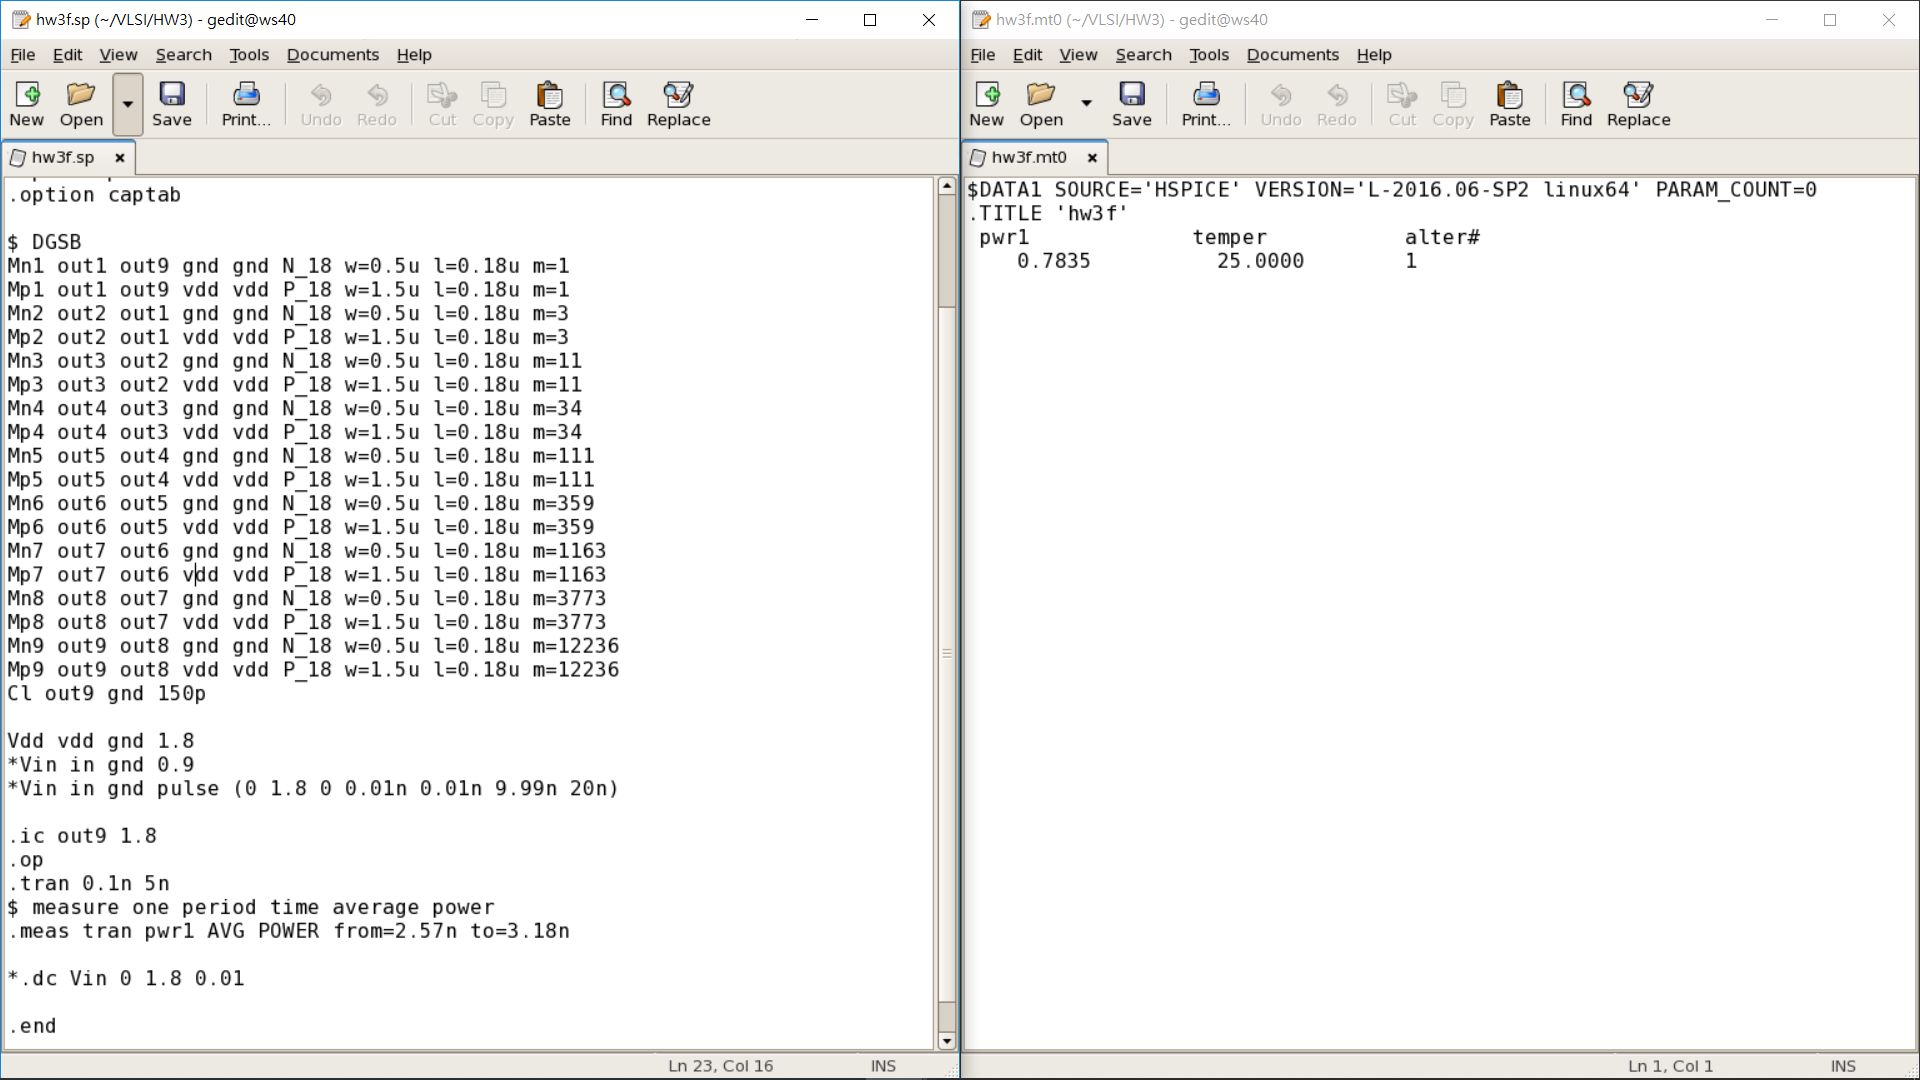 hw3f.sp (~/VLSI/HW3) - gedit@ws40
File Edit View Search Tools Documents Help
New Open Save Print... Undo Redo Cut Copy Paste Find Replace
hw3f.sp
.option captab
$ DGSB
Mn1 out1 out9 gnd gnd N_18 w=0.5u l=0.18u m=1
Mp1 out1 out9 vdd vdd P_18 w=1.5u l=0.18u m=1
Mn2 out2 out1 gnd gnd N_18 w=0.5u l=0.18u m=3
Mp2 out2 out1 vdd vdd P_18 w=1.5u l=0.18u m=3
Mn3 out3 out2 gnd gnd N_18 w=0.5u l=0.18u m=11
Mp3 out3 out2 vdd vdd P_18 w=1.5u l=0.18u m=11
Mn4 out4 out3 gnd gnd N_18 w=0.5u l=0.18u m=34
Mp4 out4 out3 vdd vdd P_18 w=1.5u l=0.18u m=34
Mn5 out5 out4 gnd gnd N_18 w=0.5u l=0.18u m=111
Mp5 out5 out4 vdd vdd P_18 w=1.5u l=0.18u m=111
Mn6 out6 out5 gnd gnd N_18 w=0.5u l=0.18u m=359
Mp6 out6 out5 vdd vdd P_18 w=1.5u l=0.18u m=359
Mn7 out7 out6 gnd gnd N_18 w=0.5u l=0.18u m=1163
Mp7 out7 out6 vdd vdd P_18 w=1.5u l=0.18u m=1163
Mn8 out8 out7 gnd gnd N_18 w=0.5u l=0.18u m=3773
Mp8 out8 out7 vdd vdd P_18 w=1.5u l=0.18u m=3773
Mn9 out9 out8 gnd gnd N_18 w=0.5u l=0.18u m=12236
Mp9 out9 out8 vdd vdd P_18 w=1.5u l=0.18u m=12236
Cl out9 gnd 150p
Vdd vdd gnd 1.8
*Vin in gnd 0.9
*Vin in gnd pulse (0 1.8 0 0.01n 0.01n 9.99n 20n)
.ic out9 1.8
.op
.tran 0.1n 5n
$ measure one period time average power
.meas tran pwr1 AVG POWER from=2.57n to=3.18n
*.dc Vin 0 1.8 0.01
.end
Ln 23, Col 16 INS
hw3f.mt0 (~/VLSI/HW3) - gedit@ws40
File Edit View Search Tools Documents Help
New Open Save Print... Undo Redo Cut Copy Paste Find Replace
hw3f.mt0
$DATA1 SOURCE='HSPICE' VERSION='L-2016.06-SP2 linux64' PARAM_COUNT=0
.TITLE 'hw3f'
pwr1 temper alter#
0.7835 25.0000 1
Ln 1, Col 1 INS